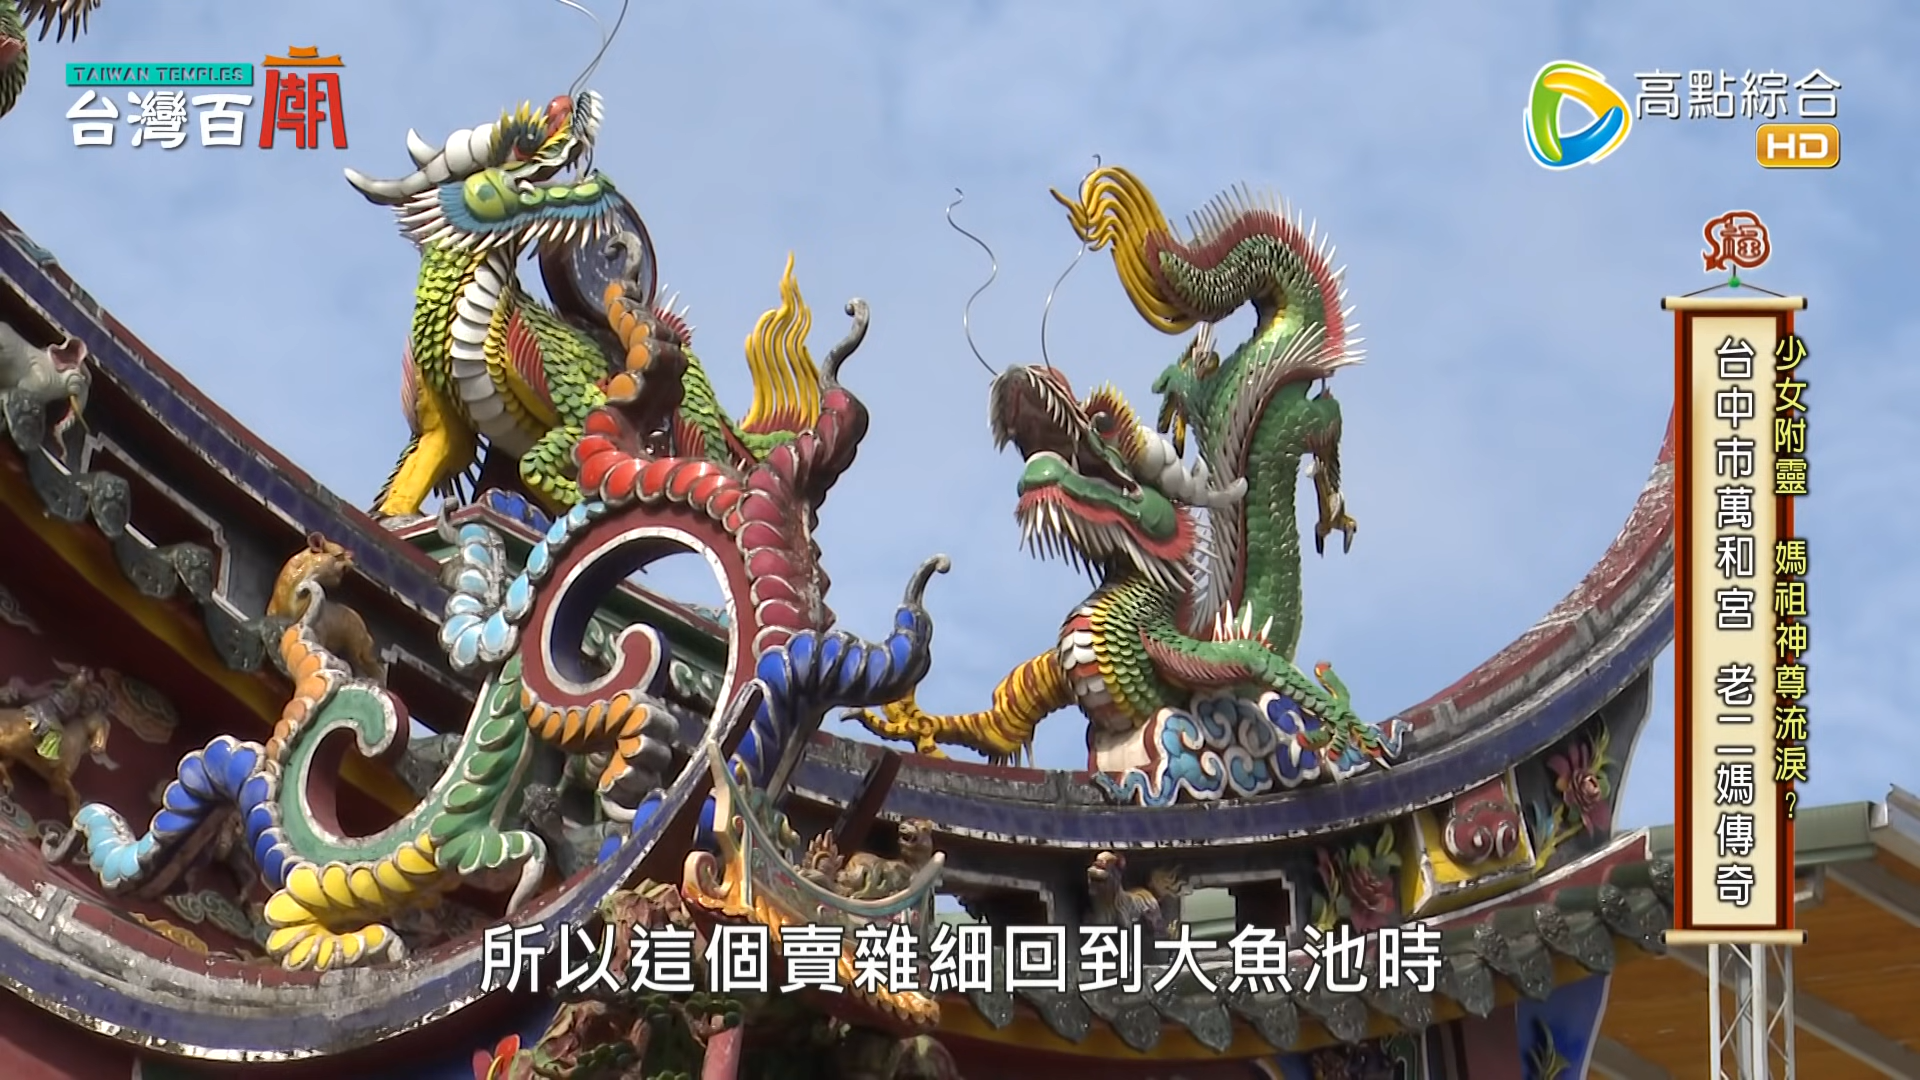 TAIWAN TEMPLES
台灣百廟
高點綜合
HD
福
少女附靈 媽祖神尊流淚？
台中市萬和宮 老二媽傳奇
所以這個賣雜細回到大魚池時